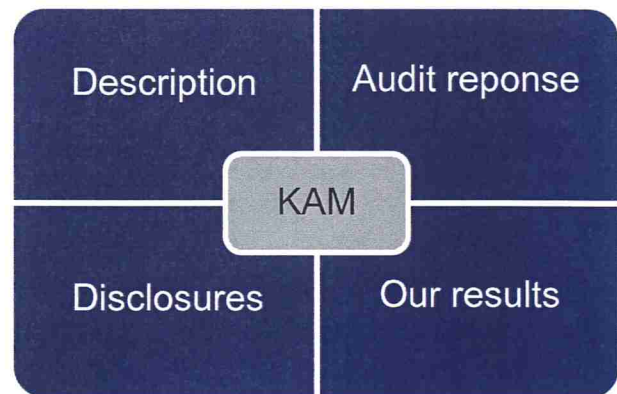 Description
Audit reponse
KAM
Disclosures
Our results